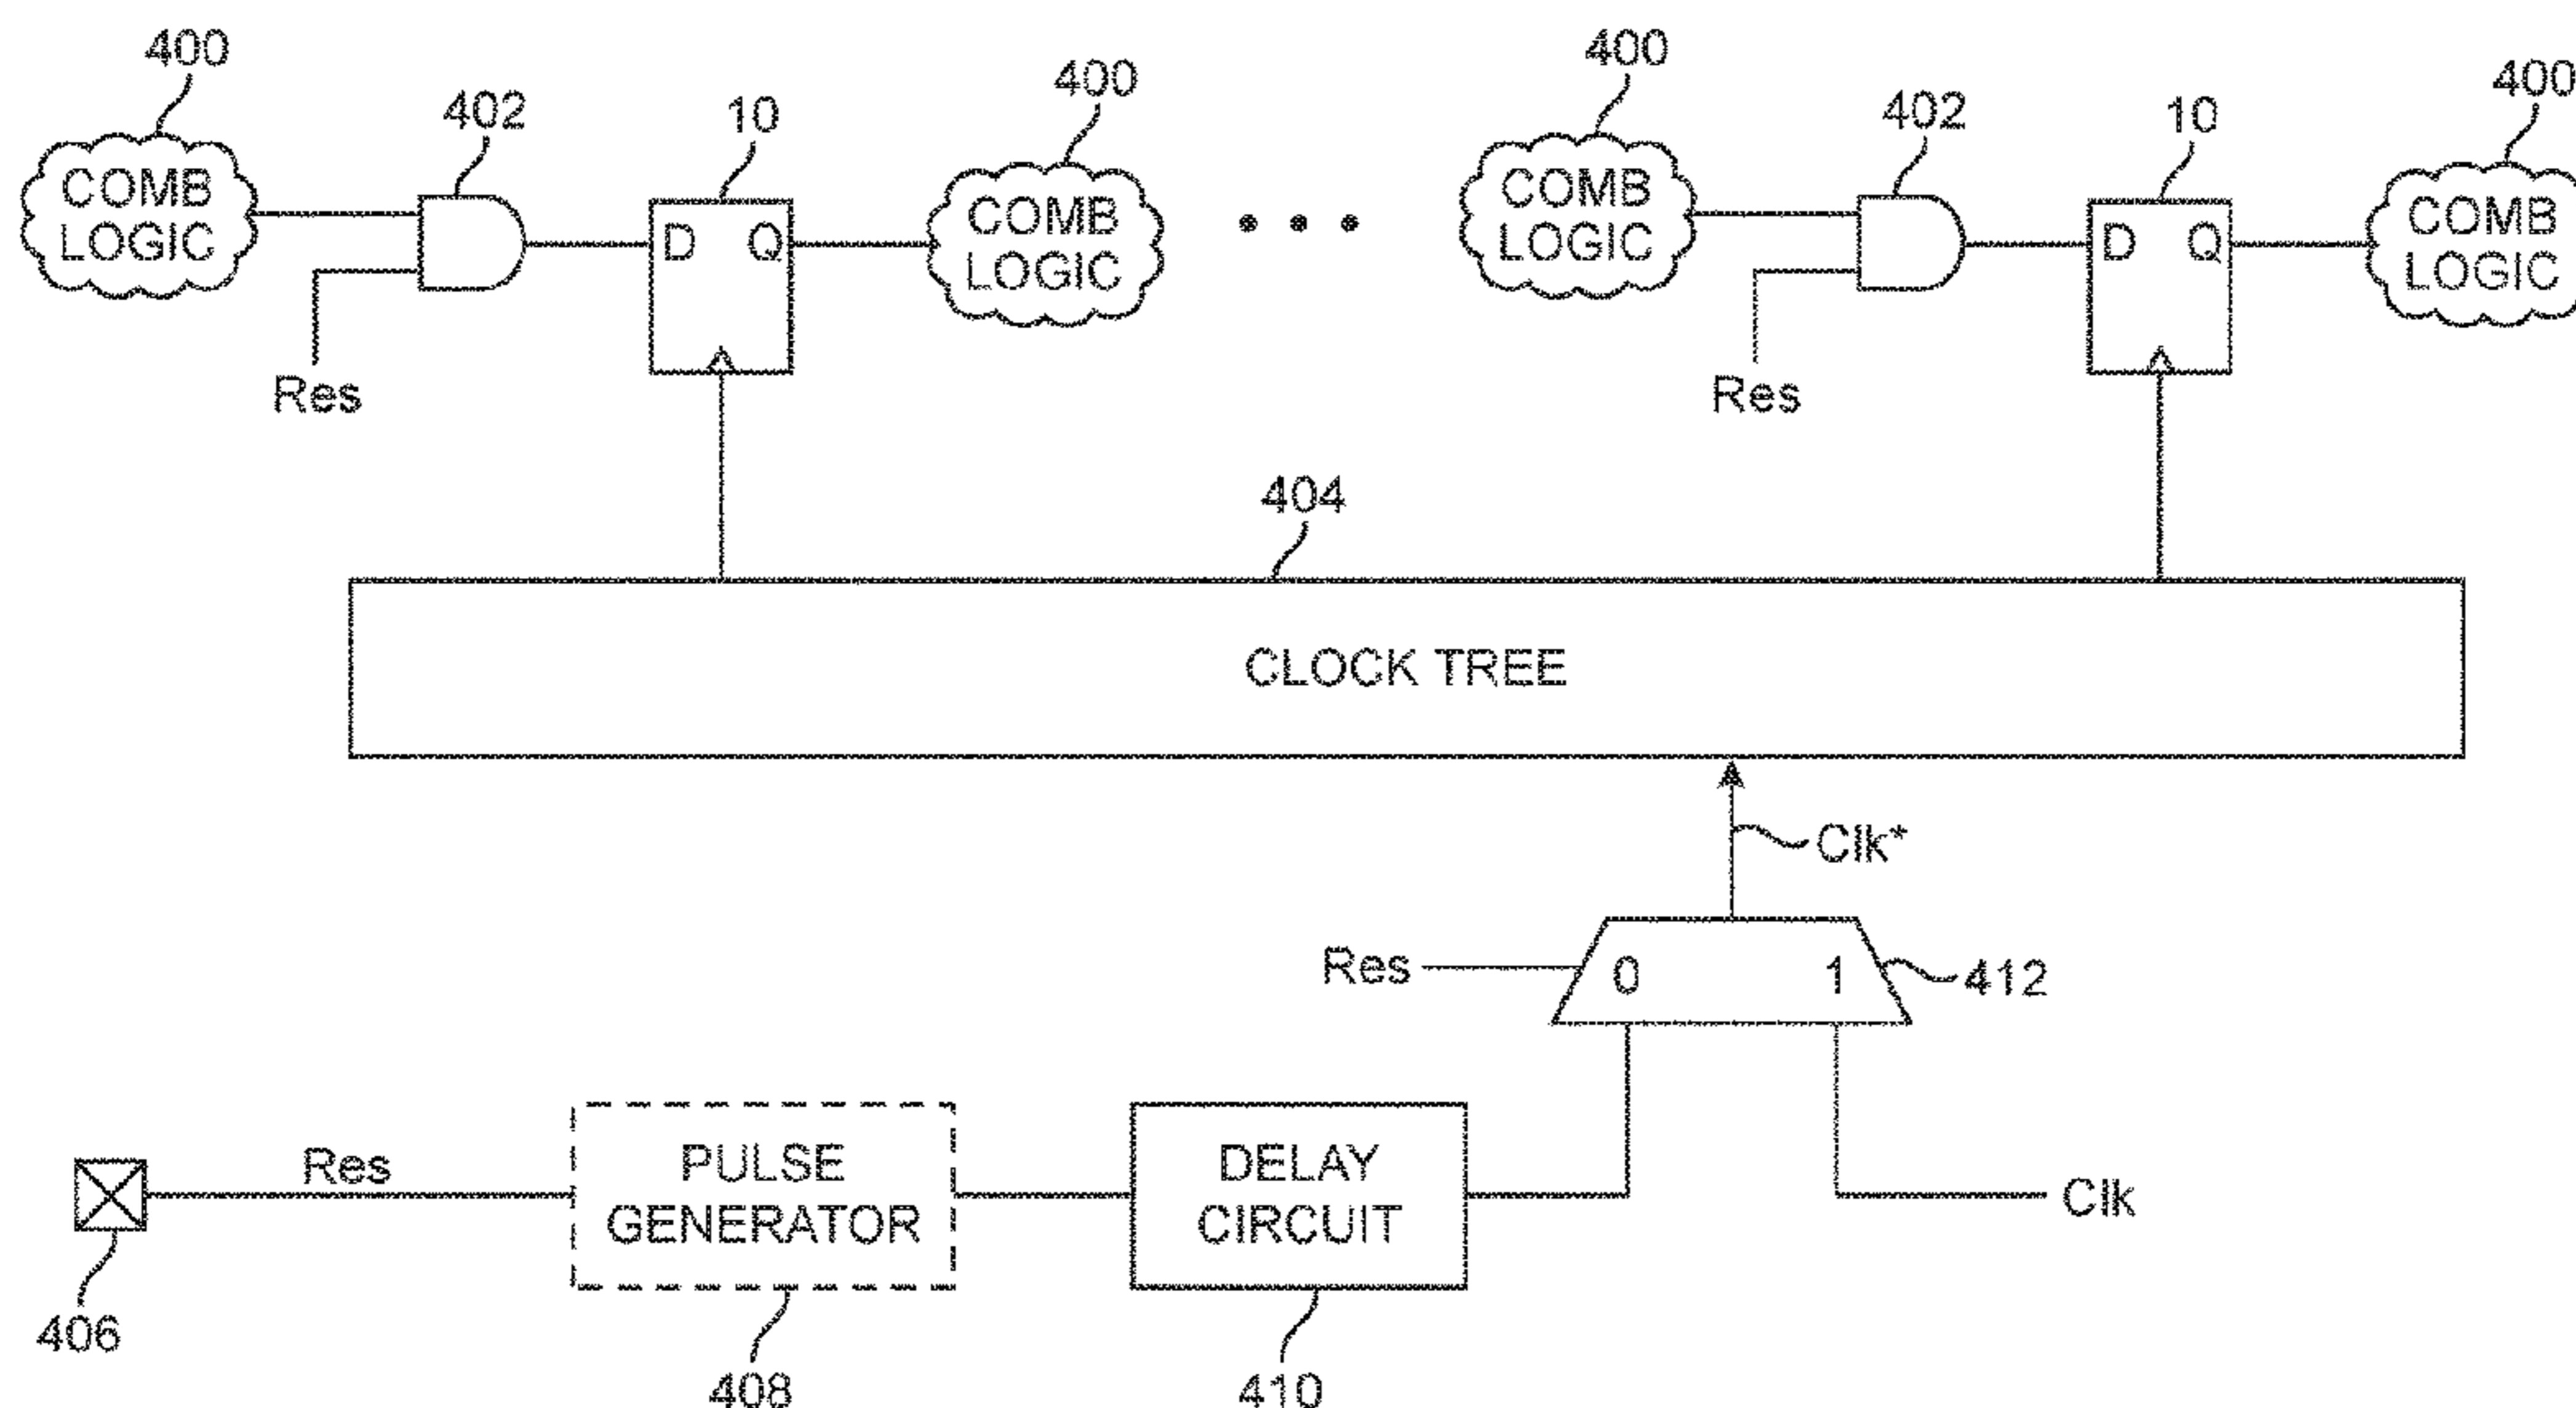 400
400
400
400
402
10
402
10
COMB
LOGIC
D Q
COMB
LOGIC
COMB
LOGIC
D Q
COMB
LOGIC
Res
Res
404
CLOCK TREE
Clk*
Res
0 1
412
Res
PULSE
GENERATOR
DELAY
CIRCUIT
Clk
406
408
410